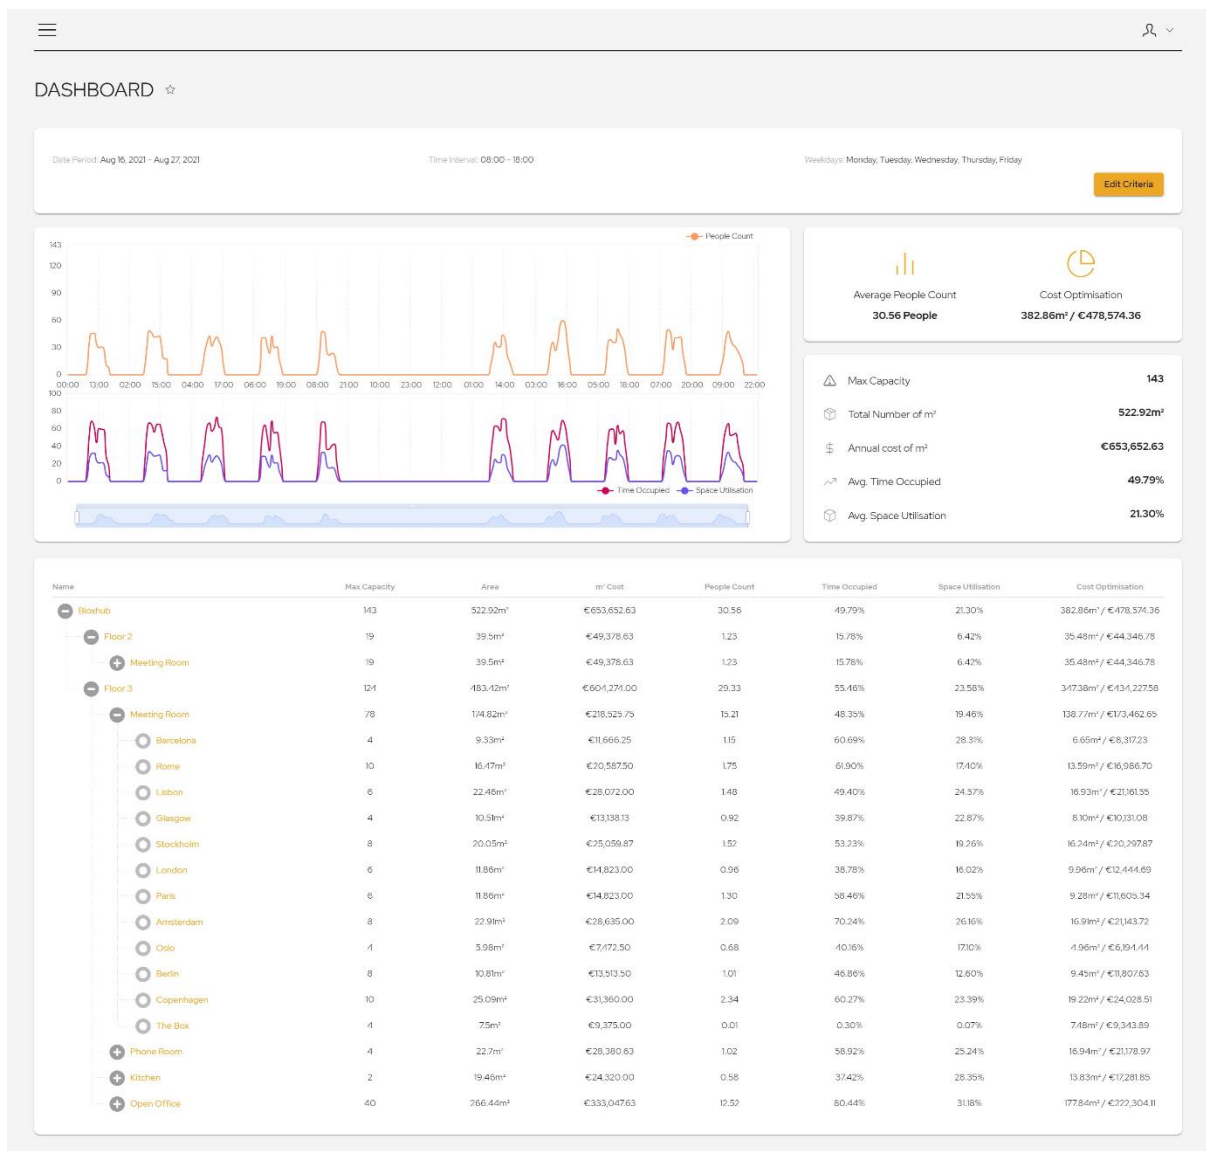 DASHBOARD
Date Period: Aug 16, 2021 - Aug 27, 2021 Time Interval: 08:00 - 18:00 Weekdays: Monday, Tuesday, Wednesday, Thursday, Friday
Edit Criteria
People Count
143
120
90
60
30
0
00:00 13:00 02:00 15:00 04:00 17:00 06:00 19:00 08:00 21:00 10:00 23:00 12:00 01:00 14:00 03:00 16:00 05:00 18:00 07:00 20:00 09:00 22:00
100
80
60
40
20
0
Time Occupied Space Utilisation
Average People Count
30.56 People
Cost Optimisation
382.86m² / €478,574.36
Max Capacity 143
Total Number of m² 522.92m²
Annual cost of m² €653,652.63
Avg. Time Occupied 49.79%
Avg. Space Utilisation 21.30%
Name Max Capacity Area m² Cost People Count Time Occupied Space Utilisation Cost Optimisation
Bloxhub 143 522.92m² €653,652.63 30.56 49.79% 21.30% 382.86m² / €478,574.36
Floor 2 19 39.5m² €49,378.63 1.23 15.78% 6.42% 35.48m² / €44,346.78
Meeting Room 19 39.5m² €49,378.63 1.23 15.78% 6.42% 35.48m² / €44,346.78
Floor 3 124 483.42m² €604,274.00 29.33 55.46% 23.58% 347.38m² / €434,227.58
Meeting Room 78 174.82m² €218,525.75 15.21 48.35% 19.46% 138.77m² / €173,462.65
Barcelona 4 9.33m² €11,666.25 1.15 60.69% 28.31% 6.65m² / €8,317.23
Rome 10 16.47m² €20,587.50 1.75 61.90% 17.40% 13.59m² / €16,986.70
Lisbon 6 22.46m² €28,072.00 1.48 49.40% 24.57% 16.93m² / €21,161.55
Glasgow 4 10.51m² €13,138.13 0.92 39.87% 22.87% 8.10m² / €10,131.08
Stockholm 8 20.05m² €25,059.87 1.52 53.23% 19.26% 16.24m² / €20,297.87
London 6 11.86m² €14,823.00 0.96 38.78% 16.02% 9.96m² / €12,444.69
Paris 6 11.86m² €14,823.00 1.30 58.46% 21.55% 9.28m² / €11,605.34
Amsterdam 8 22.91m² €28,635.00 2.09 70.24% 26.16% 16.91m² / €21,143.72
Oslo 4 5.98m² €7,472.50 0.68 40.16% 17.10% 4.96m² / €6,194.44
Berlin 8 10.81m² €13,513.50 1.01 46.86% 12.60% 9.45m² / €11,807.63
Copenhagen 10 25.09m² €31,360.00 2.34 60.27% 23.39% 19.22m² / €24,028.51
The Box 4 7.5m² €9,375.00 0.01 0.30% 0.07% 7.48m² / €9,343.89
Phone Room 4 22.7m² €28,380.63 1.02 58.92% 25.24% 16.94m² / €21,178.97
Kitchen 2 19.46m² €24,320.00 0.58 37.42% 28.35% 13.83m² / €17,281.85
Open Office 40 266.44m² €333,047.63 12.52 80.44% 31.18% 177.84m² / €222,304.11